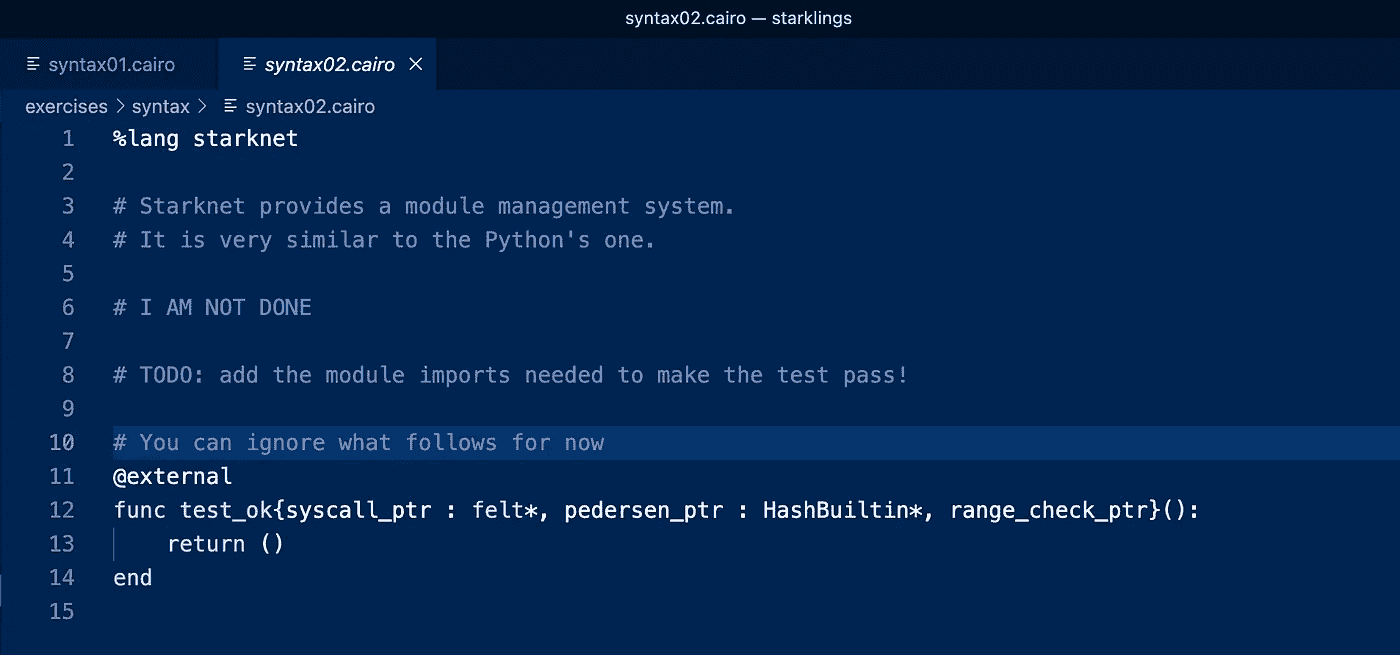 syntax02.cairo — starklings
syntax01.cairo syntax02.cairo
exercises > syntax > syntax02.cairo
1 %lang starknet
2
3 # Starknet provides a module management system.
4 # It is very similar to the Python's one.
5
6 # I AM NOT DONE
7
8 # TODO: add the module imports needed to make the test pass!
9
10 # You can ignore what follows for now
11 @external
12 func test_ok{syscall_ptr : felt*, pedersen_ptr : HashBuiltin*, range_check_ptr}():
13     return ()
14 end
15